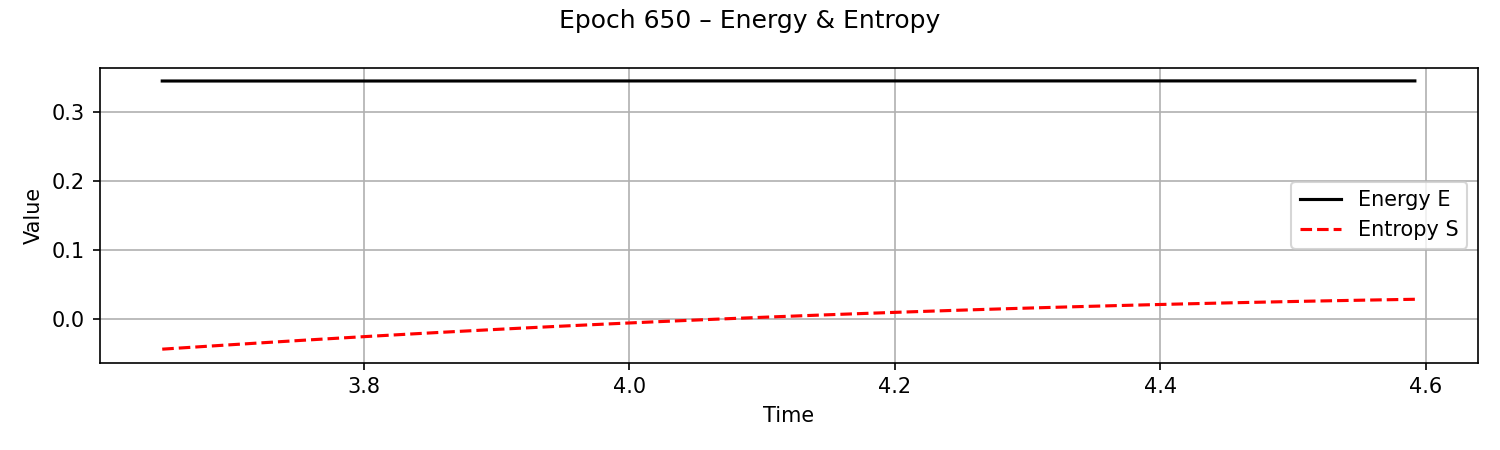 Epoch 650 – Energy & Entropy
Value
0.3
0.2
0.1
0.0
Energy E
Entropy S
3.8 4.0 4.2 4.4 4.6
Time